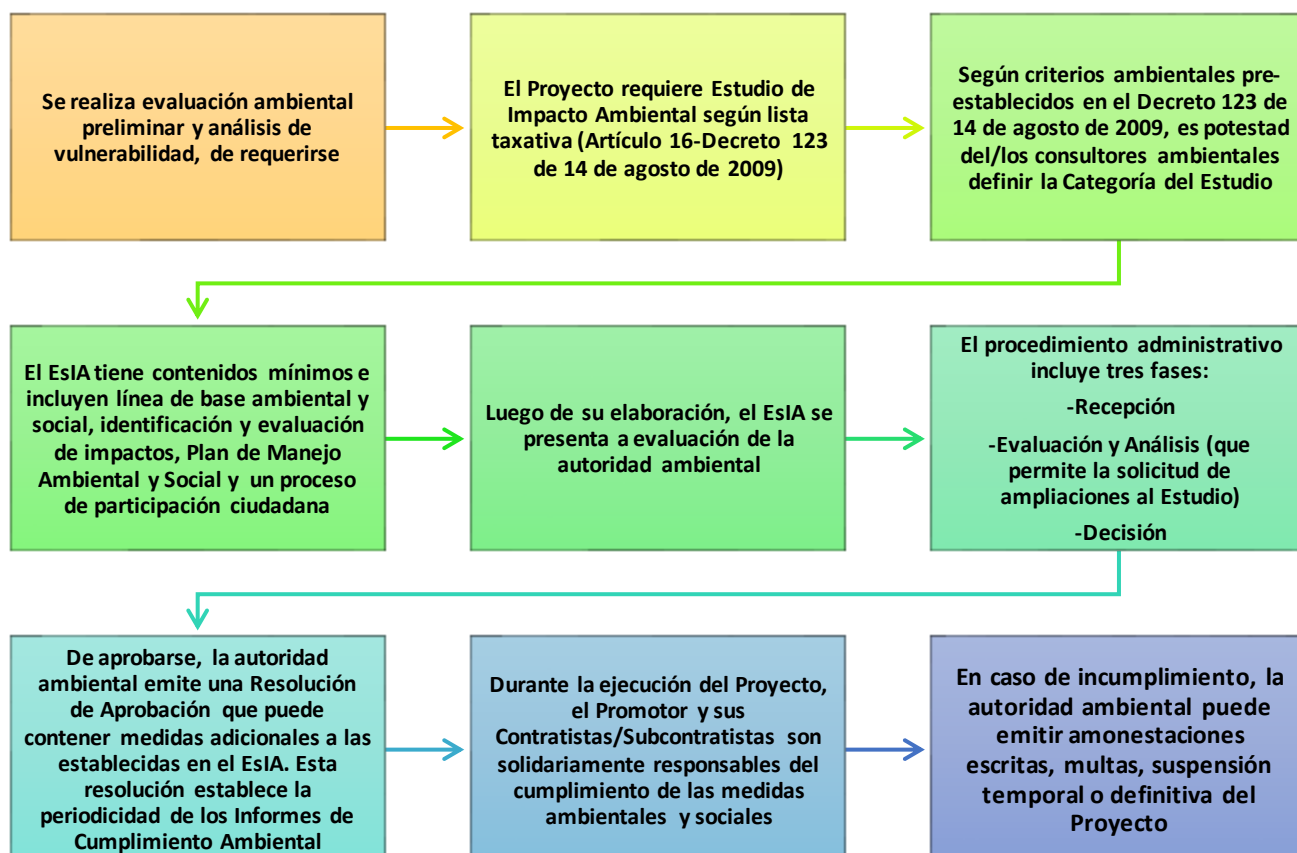 Se realiza evaluación ambiental
preliminar y análisis de
vulnerabilidad, de requerirse
El Proyecto requiere Estudio de
Impacto Ambiental según lista
taxativa (Artículo 16-Decreto 123
de 14 de agosto de 2009)
Según criterios ambientales pre-
establecidos en el Decreto 123 de
14 de agosto de 2009, es potestad
del/los consultores ambientales
definir la Categoría del Estudio
El EsIA tiene contenidos mínimos e
incluyen línea de base ambiental y
social, identificación y evaluación
de impactos, Plan de Manejo
Ambiental y Social y un proceso
de participación ciudadana
Luego de su elaboración, el EsIA se
presenta a evaluación de la
autoridad ambiental
El procedimiento administrativo
incluye tres fases:
-Recepción
-Evaluación y Análisis (que
permite la solicitud de
ampliaciones al Estudio)
-Decisión
De aprobarse, la autoridad
ambiental emite una Resolución
de Aprobación que puede
contener medidas adicionales a las
establecidas en el EsIA. Esta
resolución establece la
periodicidad de los Informes de
Cumplimiento Ambiental
Durante la ejecución del Proyecto,
el Promotor y sus
Contratistas/Subcontratistas son
solidariamente responsables del
cumplimiento de las medidas
ambientales y sociales
En caso de incumplimiento, la
autoridad ambiental puede
emitir amonestaciones
escritas, multas, suspensión
temporal o definitiva del
Proyecto